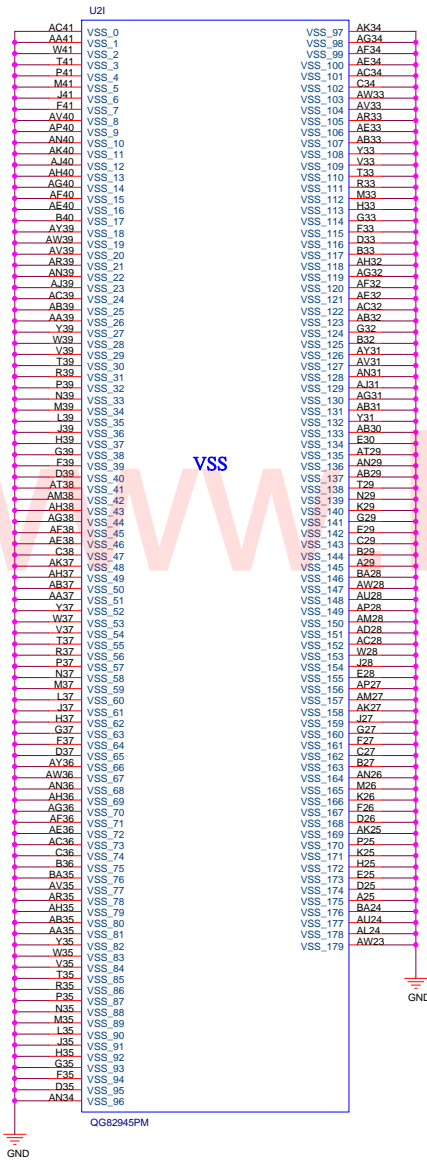 U2I
AC41 VSS_0
AA41 VSS_1
W41 VSS_2
T41 VSS_3
P41 VSS_4
M41 VSS_5
J41 VSS_6
F41 VSS_7
AV40 VSS_8
AP40 VSS_9
AN40 VSS_10
AK40 VSS_11
AJ40 VSS_12
AH40 VSS_13
AG40 VSS_14
AF40 VSS_15
AE40 VSS_16
B40 VSS_17
AY39 VSS_18
AW39 VSS_19
AV39 VSS_20
AR39 VSS_21
AN39 VSS_22
AJ39 VSS_23
AC39 VSS_24
AB39 VSS_25
AA39 VSS_26
Y39 VSS_27
W39 VSS_28
V39 VSS_29
T39 VSS_30
R39 VSS_31
P39 VSS_32
N39 VSS_33
M39 VSS_34
L39 VSS_35
J39 VSS_36
H39 VSS_37
G39 VSS_38
F39 VSS_39
D39 VSS_40
AT38 VSS_41
AM38 VSS_42
AH38 VSS_43
AG38 VSS_44
AF38 VSS_45
AE38 VSS_46
C38 VSS_47
AK37 VSS_48
AH37 VSS_49
AB37 VSS_50
AA37 VSS_51
Y37 VSS_52
W37 VSS_53
V37 VSS_54
T37 VSS_55
R37 VSS_56
P37 VSS_57
N37 VSS_58
M37 VSS_59
L37 VSS_60
J37 VSS_61
H37 VSS_62
G37 VSS_63
F37 VSS_64
D37 VSS_65
AY36 VSS_66
AW36 VSS_67
AN36 VSS_68
AH36 VSS_69
AG36 VSS_70
AF36 VSS_71
AE36 VSS_72
AC36 VSS_73
C36 VSS_74
B36 VSS_75
BA35 VSS_76
AV35 VSS_77
AR35 VSS_78
AH35 VSS_79
AB35 VSS_80
AA35 VSS_81
Y35 VSS_82
W35 VSS_83
V35 VSS_84
T35 VSS_85
R35 VSS_86
P35 VSS_87
N35 VSS_88
M35 VSS_89
L35 VSS_90
J35 VSS_91
H35 VSS_92
G35 VSS_93
F35 VSS_94
D35 VSS_95
AN34 VSS_96
GND
VSS
www.
VSS_97 AK34
VSS_98 AG34
VSS_99 AF34
VSS_100 AE34
VSS_101 AC34
VSS_102 C34
VSS_103 AW33
VSS_104 AV33
VSS_105 AR33
VSS_106 AE33
VSS_107 AB33
VSS_108 Y33
VSS_109 V33
VSS_110 T33
VSS_111 R33
VSS_112 M33
VSS_113 H33
VSS_114 G33
VSS_115 F33
VSS_116 D33
VSS_117 B33
VSS_118 AH32
VSS_119 AG32
VSS_120 AF32
VSS_121 AE32
VSS_122 AC32
VSS_123 AB32
VSS_124 G32
VSS_125 B32
VSS_126 AY31
VSS_127 AV31
VSS_128 AN31
VSS_129 AJ31
VSS_130 AG31
VSS_131 AB31
VSS_132 Y31
VSS_133 AB30
VSS_134 E30
VSS_135 AT29
VSS_136 AN29
VSS_137 AB29
VSS_138 T29
VSS_139 N29
VSS_140 K29
VSS_141 G29
VSS_142 E29
VSS_143 C29
VSS_144 B29
VSS_145 A29
VSS_146 BA28
VSS_147 AW28
VSS_148 AU28
VSS_149 AP28
VSS_150 AM28
VSS_151 AD28
VSS_152 AC28
VSS_153 W28
VSS_154 J28
VSS_155 E28
VSS_156 AP27
VSS_157 AM27
VSS_158 AK27
VSS_159 J27
VSS_160 G27
VSS_161 F27
VSS_162 C27
VSS_163 B27
VSS_164 AN26
VSS_165 M26
VSS_166 K26
VSS_167 F26
VSS_168 D26
VSS_169 AK25
VSS_170 P25
VSS_171 K25
VSS_172 H25
VSS_173 E25
VSS_174 D25
VSS_175 A25
VSS_176 BA24
VSS_177 AU24
VSS_178 AL24
VSS_179 AW23
GND
QG82945PM